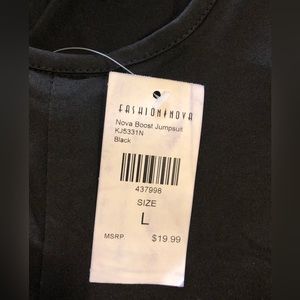 FASHIONNOVA
Nova Boost Jumpsuit
KJ5331N
Black
437998
SIZE
L
MSRP $19.99